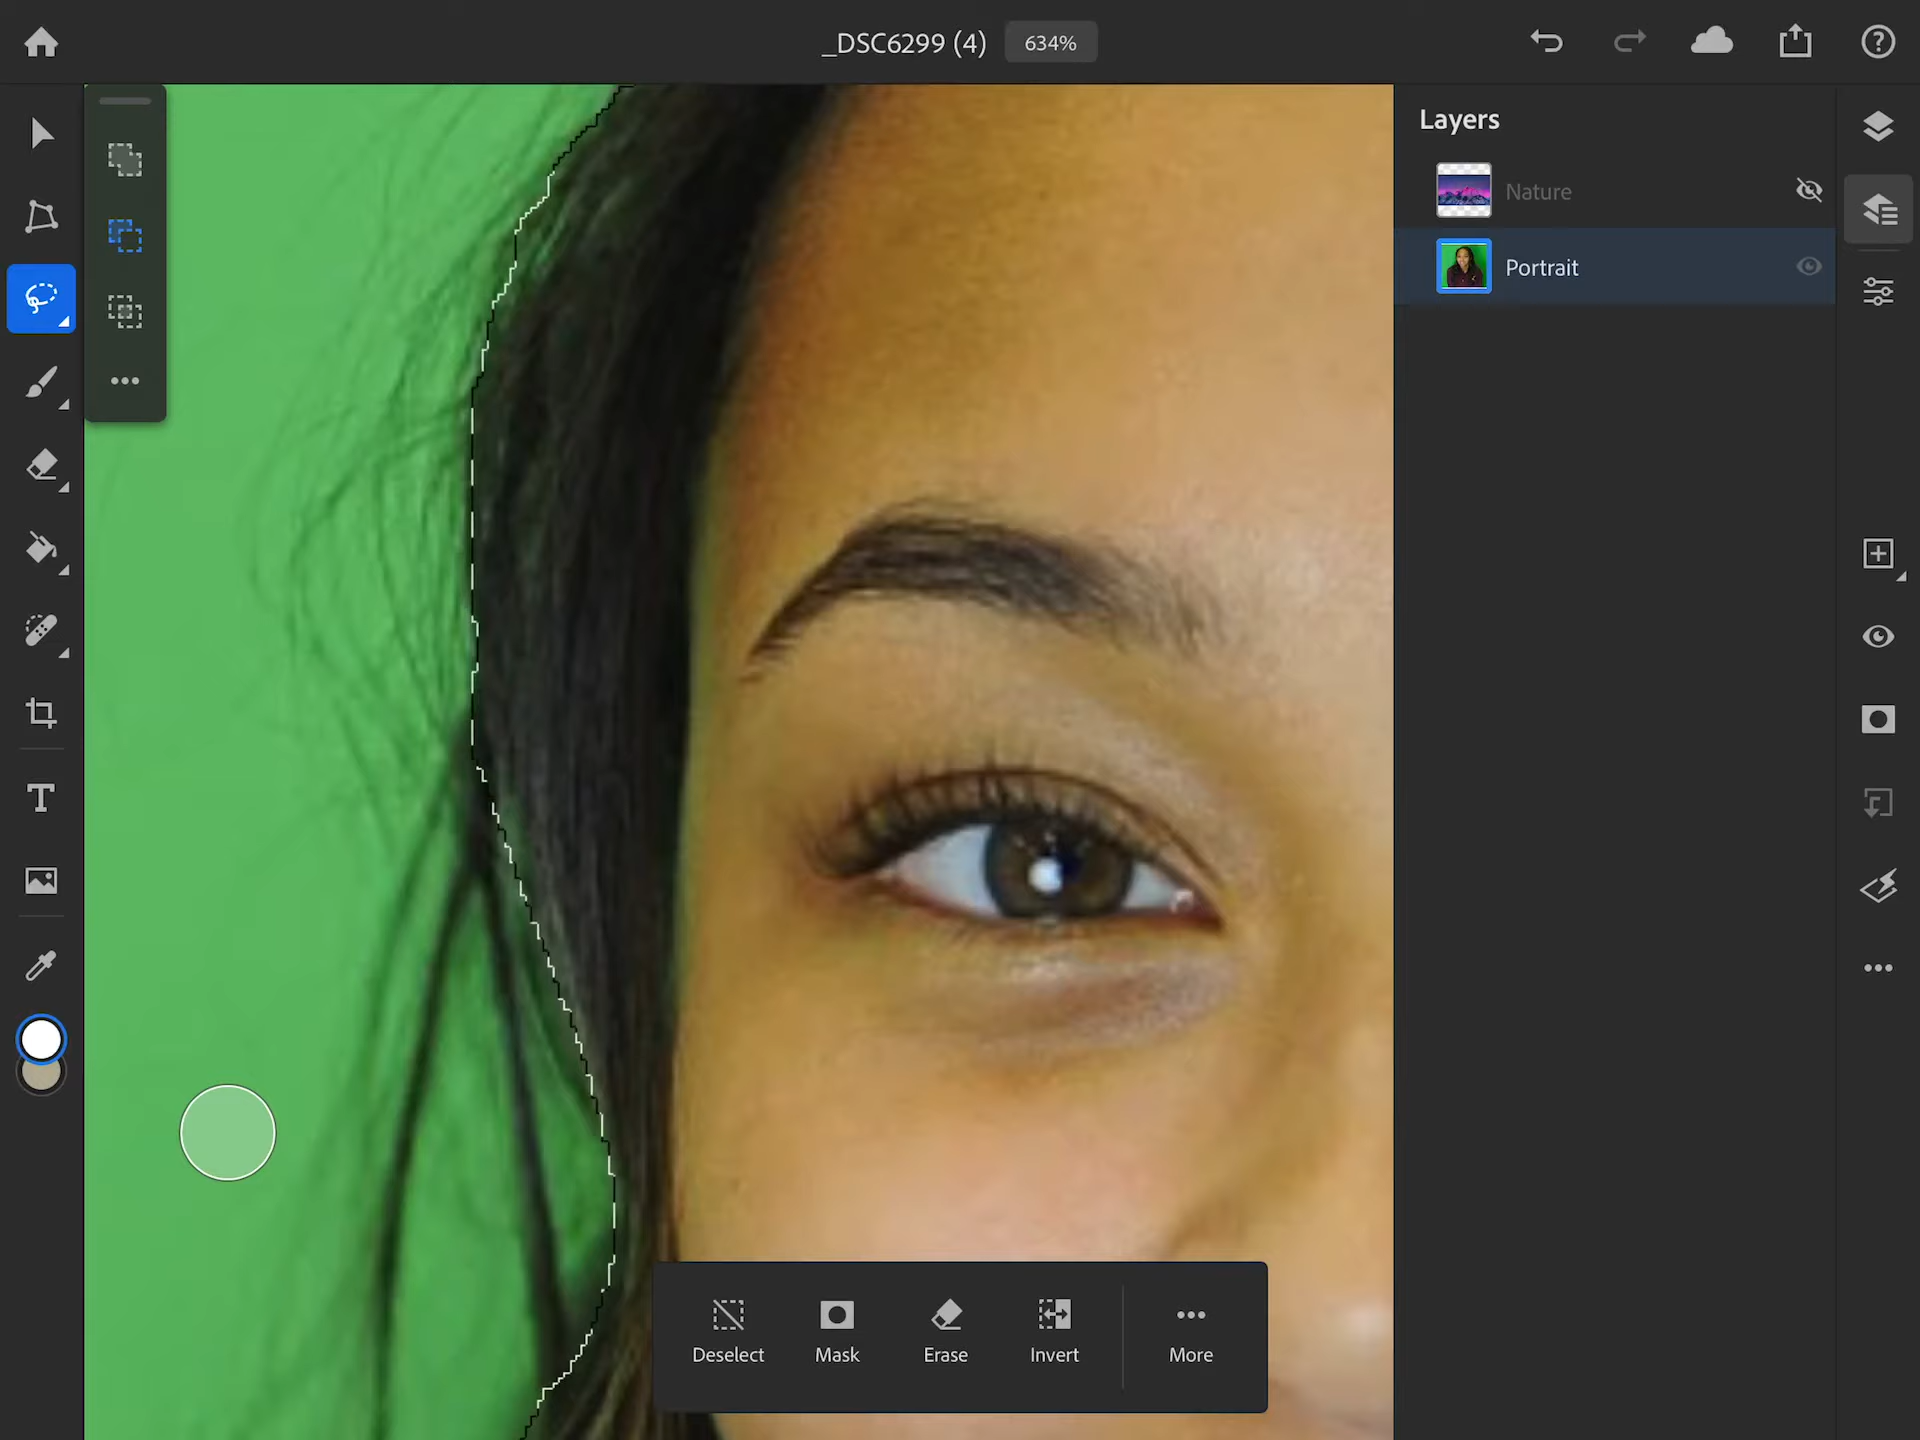 _DSC6299 (4)
634%
Layers
Nature
Portrait
T
Deselect
Mask
Erase
Invert
More